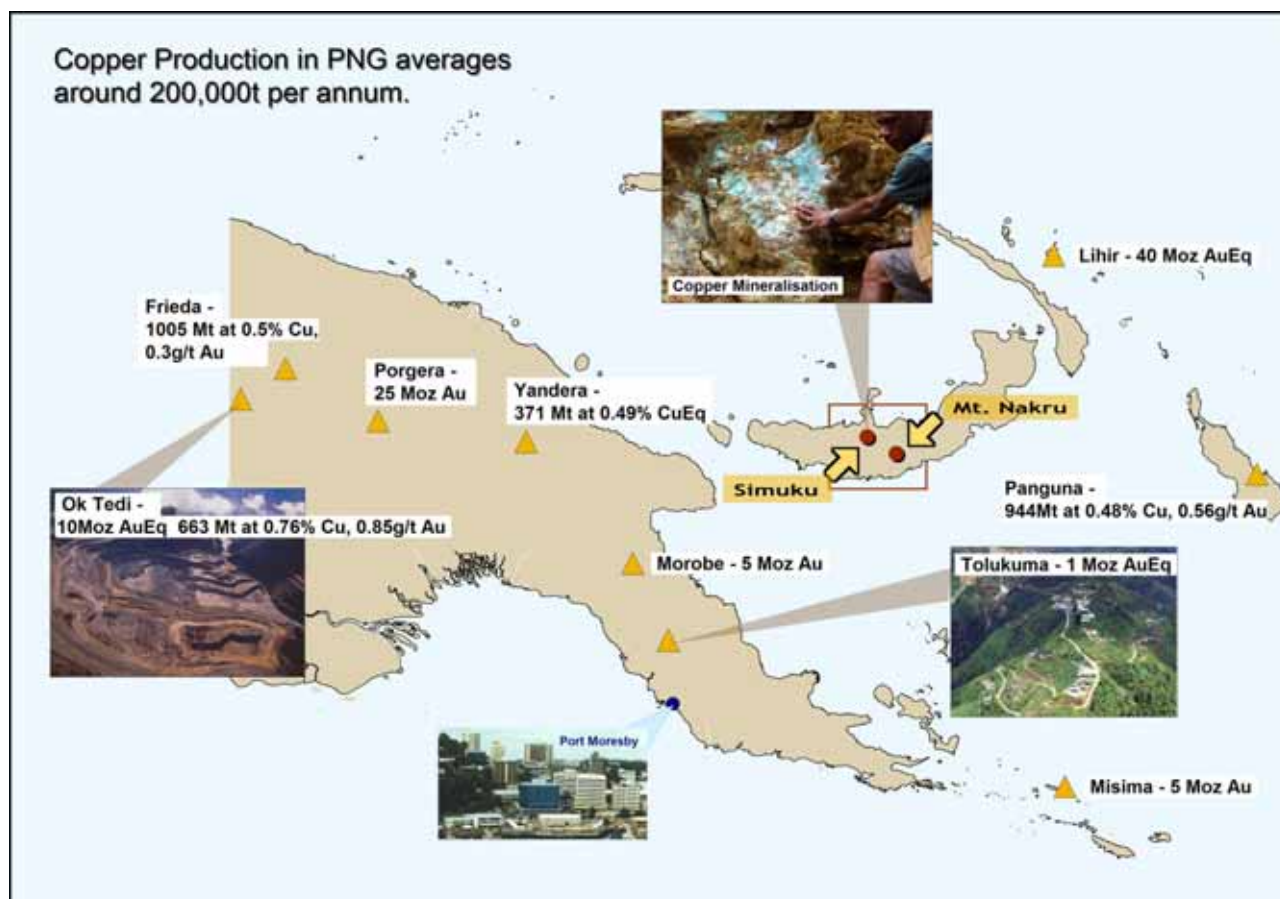 Copper Production in PNG averages
around 200,000t per annum.
Copper Mineralisation
Lihir - 40 Moz AuEq
Frieda -
1005 Mt at 0.5% Cu,
0.3g/t Au
Porgera -
25 Moz Au
Yandera -
371 Mt at 0.49% CuEq
Mt. Nakru
Simuku
Panguna -
944Mt at 0.48% Cu, 0.56g/t Au
Ok Tedi -
10Moz AuEq 663 Mt at 0.76% Cu, 0.85g/t Au
Morobe - 5 Moz Au
Tolukuma - 1 Moz AuEq
Port Moresby
Misima - 5 Moz Au